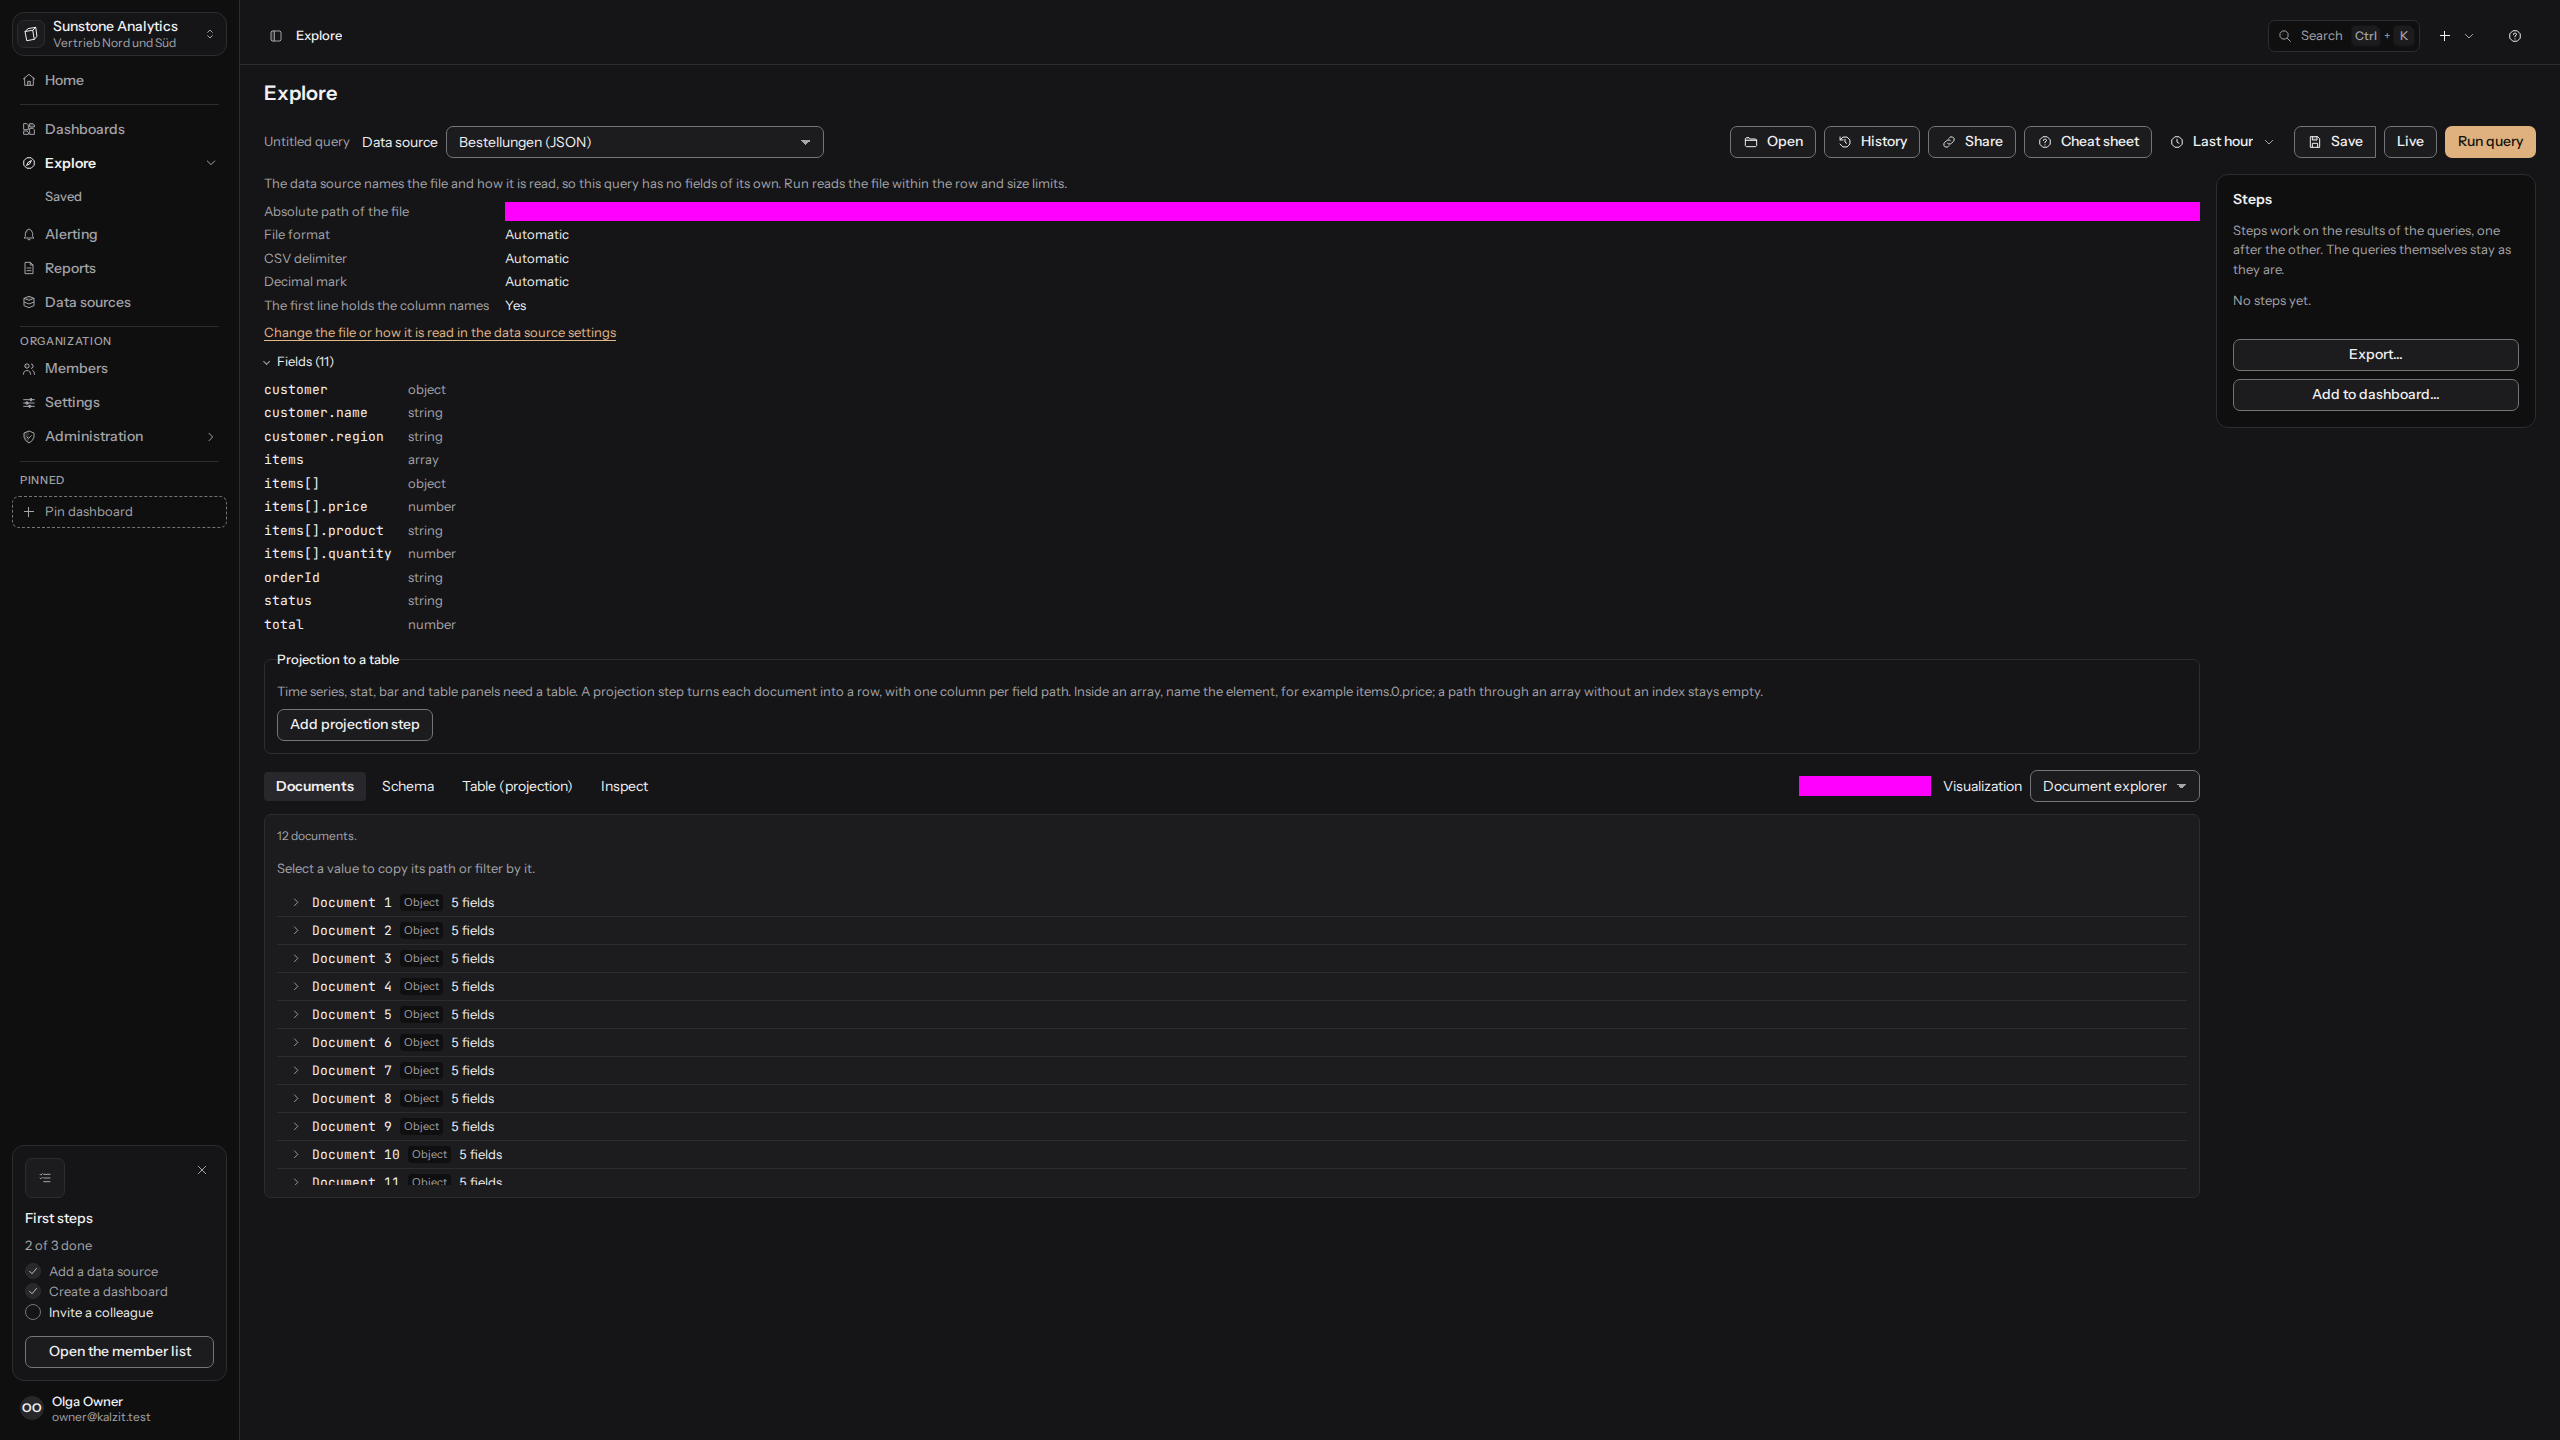 Sunstone Analytics
Vertrieb Nord und Süd
Home
Dashboards
Explore
Saved
Alerting
Reports
Data sources
ORGANIZATION
Members
Settings
Administration
PINNED
Pin dashboard
First steps
2 of 3 done
Add a data source
Create a dashboard
Invite a colleague
Open the member list
OO
Olga Owner
owner@kalzit.test
Explore
Search Ctrl + K
Explore
Untitled query Data source Bestellungen (JSON)
Open History Share Cheat sheet Last hour Save Live Run query
The data source names the file and how it is read, so this query has no fields of its own. Run reads the file within the row and size limits.
Absolute path of the file
File format Automatic
CSV delimiter Automatic
Decimal mark Automatic
The first line holds the column names Yes
Change the file or how it is read in the data source settings
Fields (11)
customer object
customer.name string
customer.region string
items array
items[] object
items[].price number
items[].product string
items[].quantity number
orderId string
status string
total number
Projection to a table
Time series, stat, bar and table panels need a table. A projection step turns each document into a row, with one column per field path. Inside an array, name the element, for example items.0.price; a path through an array without an index stays empty.
Add projection step
Documents Schema Table (projection) Inspect
Visualization Document explorer
12 documents.
Select a value to copy its path or filter by it.
Document 1 Object 5 fields
Document 2 Object 5 fields
Document 3 Object 5 fields
Document 4 Object 5 fields
Document 5 Object 5 fields
Document 6 Object 5 fields
Document 7 Object 5 fields
Document 8 Object 5 fields
Document 9 Object 5 fields
Document 10 Object 5 fields
Document 11 Object 5 fields
Steps
Steps work on the results of the queries, one
after the other. The queries themselves stay as
they are.
No steps yet.
Export...
Add to dashboard...